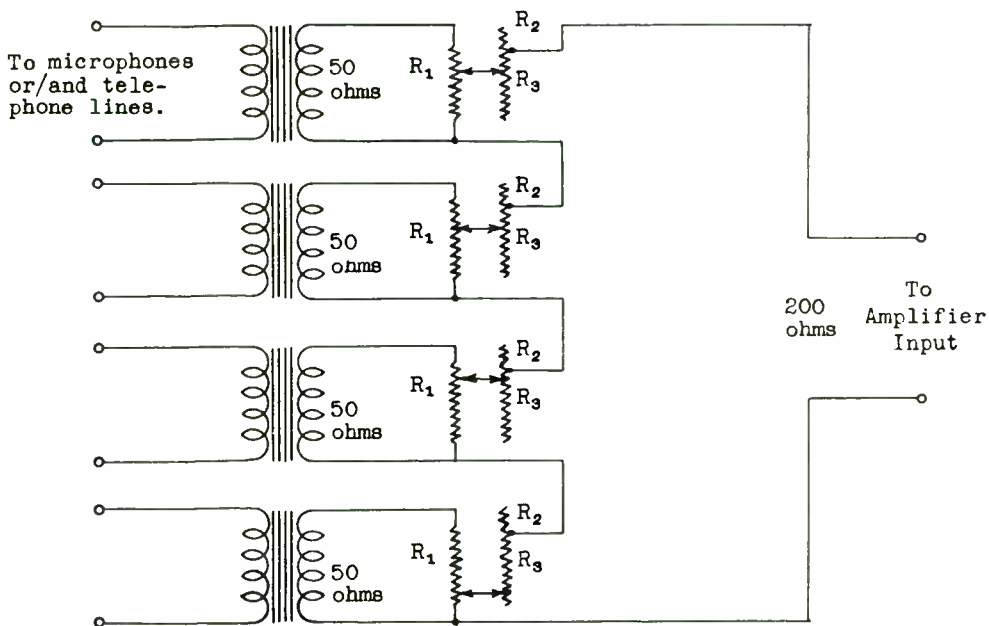 To microphones
or/and tele-
phone lines.
50
ohms
R1
R2
R3
50
ohms
R1
R2
R3
50
ohms
R1
R2
R3
50
ohms
R1
R2
R3
200
ohms
To
Amplifier
Input